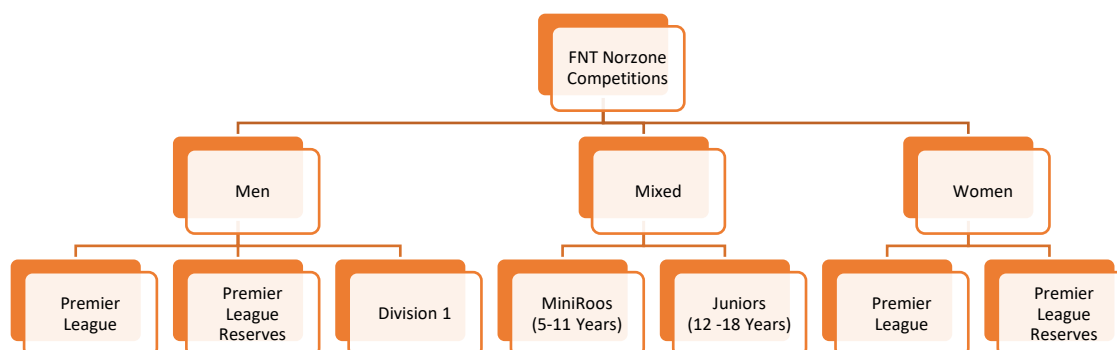 FNT Norzone
Competitions
Men
Mixed
Women
Premier
League
Premier
League
Reserves
Division 1
MiniRoos
(5-11 Years)
Juniors
(12 -18 Years)
Premier
League
Premier
League
Reserves